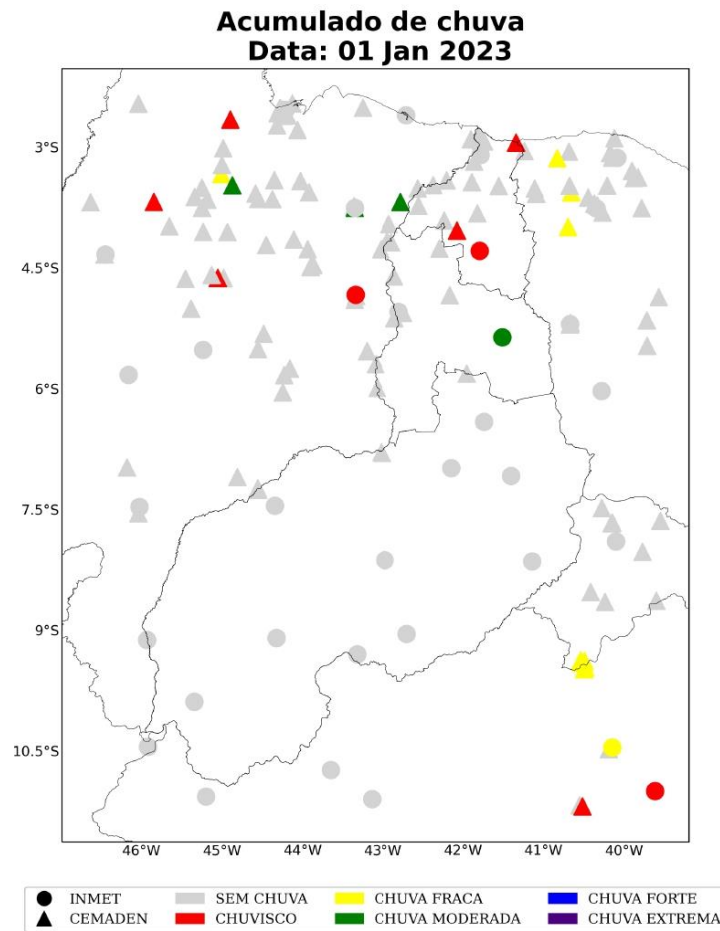 Acumulado de chuva
Data: 01 Jan 2023
3°S
4.5°S
6°S
7.5°S
9°S
10.5°S
46°W 45°W 44°W 43°W 42°W 41°W 40°W
INMET SEM CHUVA CHUVA FRACA CHUVA FORTE
CEMADEN CHUVISCO CHUVA MODERADA CHUVA EXTREMA